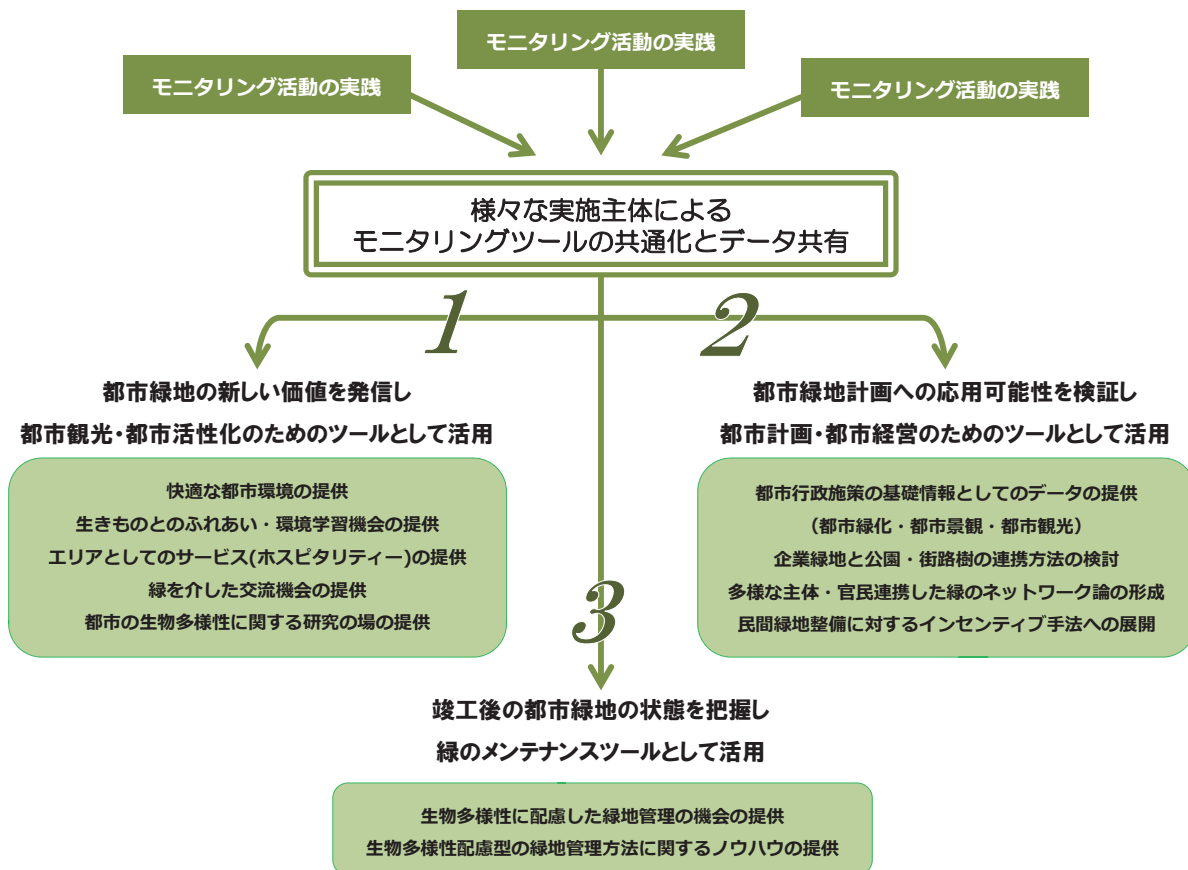 モニタリング活動の実践
モニタリング活動の実践
モニタリング活動の実践
様々な実施主体による
モニタリングツールの共通化とデータ共有
1
都市緑地の新しい価値を発信し
都市観光・都市活性化のためのツールとして活用
快適な都市環境の提供
生きものとのふれあい・環境学習機会の提供
エリアとしてのサービス(ホスピタリティー)の提供
緑を介した交流機会の提供
都市の生物多様性に関する研究の場の提供
2
都市緑地計画への応用可能性を検証し
都市計画・都市経営のためのツールとして活用
都市行政施策の基礎情報としてのデータの提供
（都市緑化・都市景観・都市観光）
企業緑地と公園・街路樹の連携方法の検討
多様な主体・官民連携した緑のネットワーク論の形成
民間緑地整備に対するインセンティブ手法への展開
3
竣工後の都市緑地の状態を把握し
緑のメンテナンスツールとして活用
生物多様性に配慮した緑地管理の機会の提供
生物多様性配慮型の緑地管理方法に関するノウハウの提供